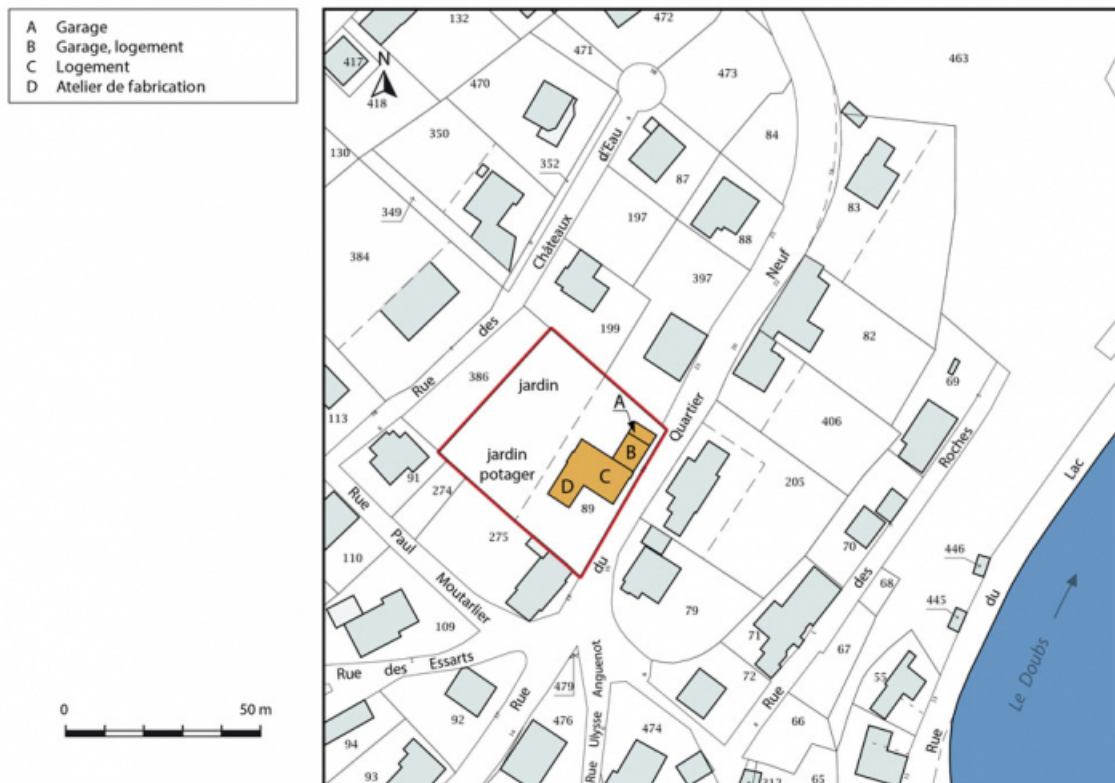 A Garage
B Garage, logement
C Logement
D Atelier de fabrication
132
472
417
N
471
463
470
473
418
350
84
d'Eau
130
352
87
83
349
197
88
Châteaux
Neuf
384
397
des
199
82
386
jardin
69
Rue
A
113
Quartier
406
Roches
B
jardin
potager
91
C
205
Lac
D
274
89
Rue
275
70
446
Paul
110
du
des
68
du
Moutarlier
445
79
109
71
67
Le Doubs
Rue des Essarts
72
55
479
Anguenot
Rue
Rue
92
476
474
66
Ulysse
Rue
94
Rue
93
312
65
0 50 m